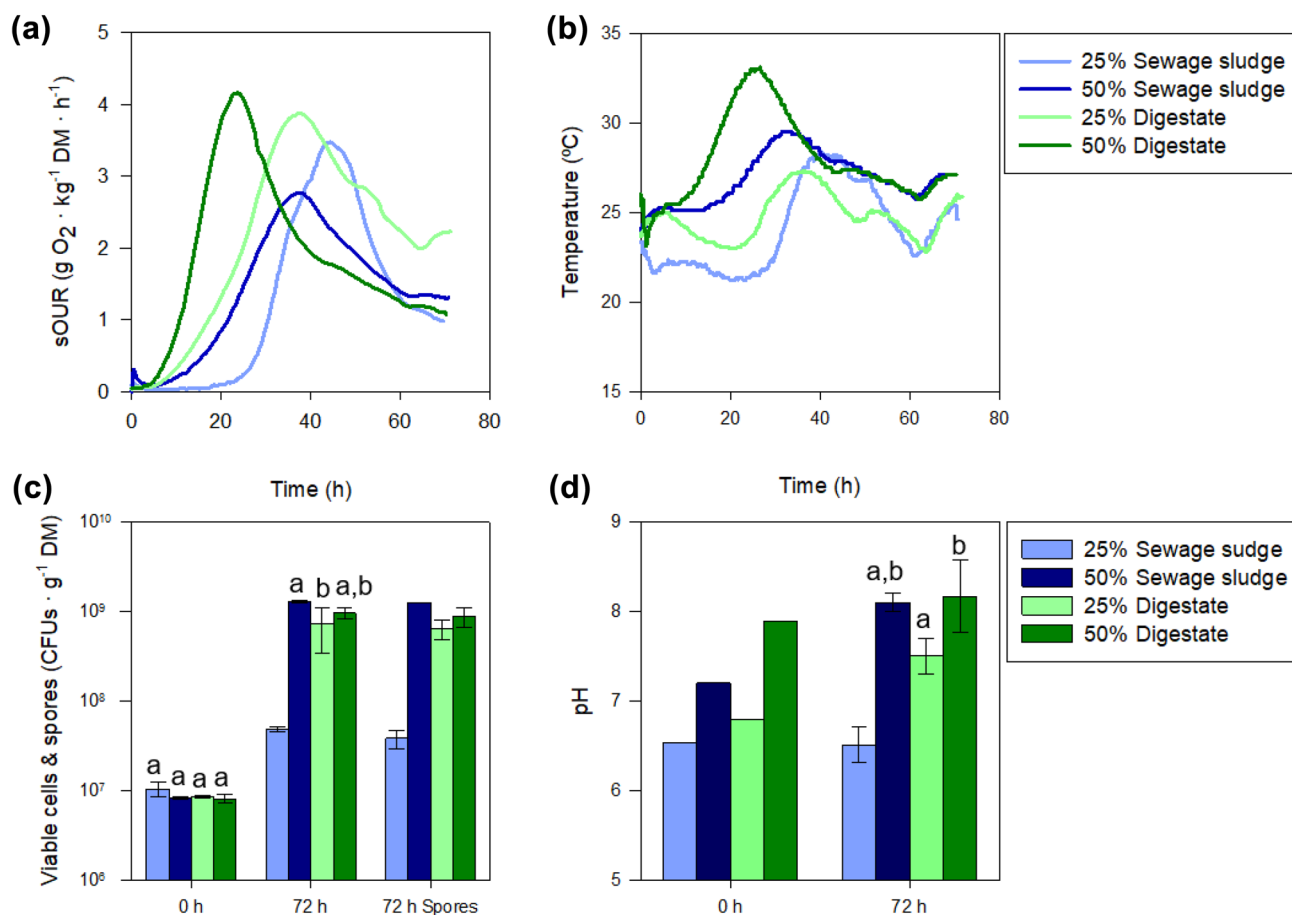 (a)
sOUR (g O₂ · kg⁻¹ DM · h⁻¹)
5
4
3
2
1
0
0 20 40 60 80
Time (h)
(b)
Temperature (ºC)
35
30
25
20
15
0 20 40 60 80
Time (h)
25% Sewage sludge
50% Sewage sludge
25% Digestate
50% Digestate
(c)
Viable cells & spores (CFUs · g⁻¹ DM)
10¹⁰
10⁹
10⁸
10⁷
10⁶
a a a a
a b a,b
0 h 72 h 72 h Spores
(d)
pH
9
8
7
6
5
a,b a b
0 h 72 h
25% Sewage sudge
50% Sewage sludge
25% Digestate
50% Digestate